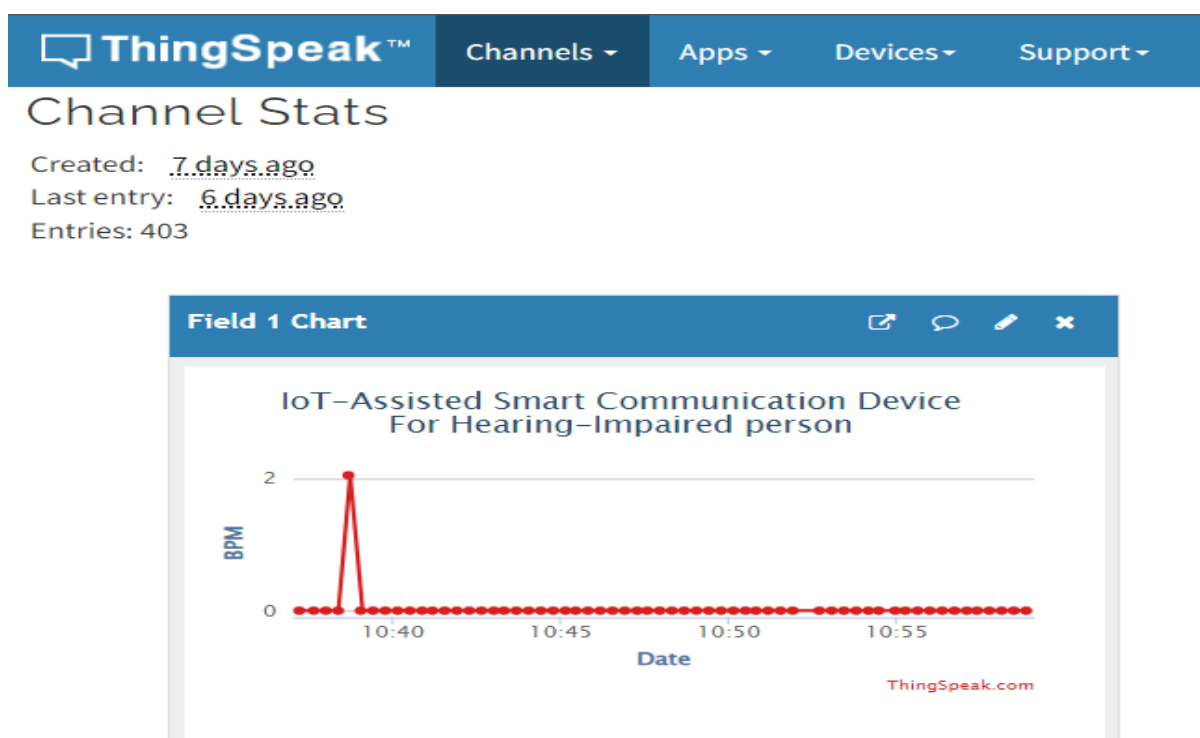 ThingSpeak™ Channels Apps Devices Support
Channel Stats
Created: 7 days ago
Last entry: 6 days ago
Entries: 403
Field 1 Chart
IoT-Assisted Smart Communication Device
For Hearing-Impaired person
2
BPM
0
10:40 10:45 10:50 10:55
Date
ThingSpeak.com